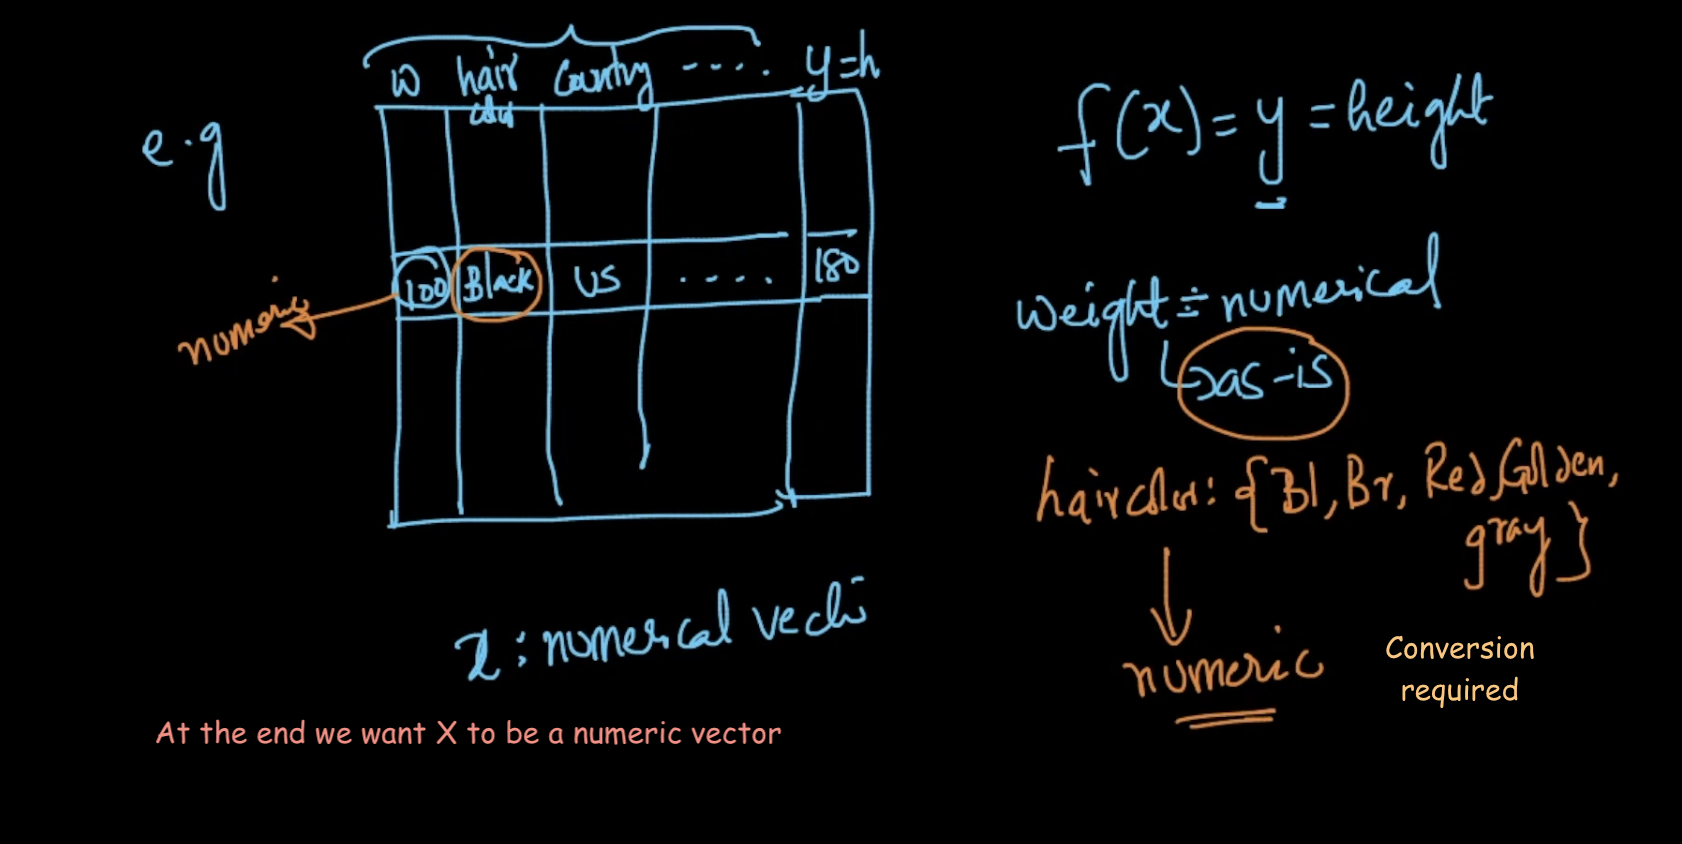 w hair Country ---. y=h
color
e.g
100 Black US . . . . 180
numeric
x : numerical vecto
At the end we want X to be a numeric vector
f(x) = y = height
weight ÷ numerical
as-is
haircolor: {Bl, Br, Red, Golden,
gray}
numeric
Conversion
required